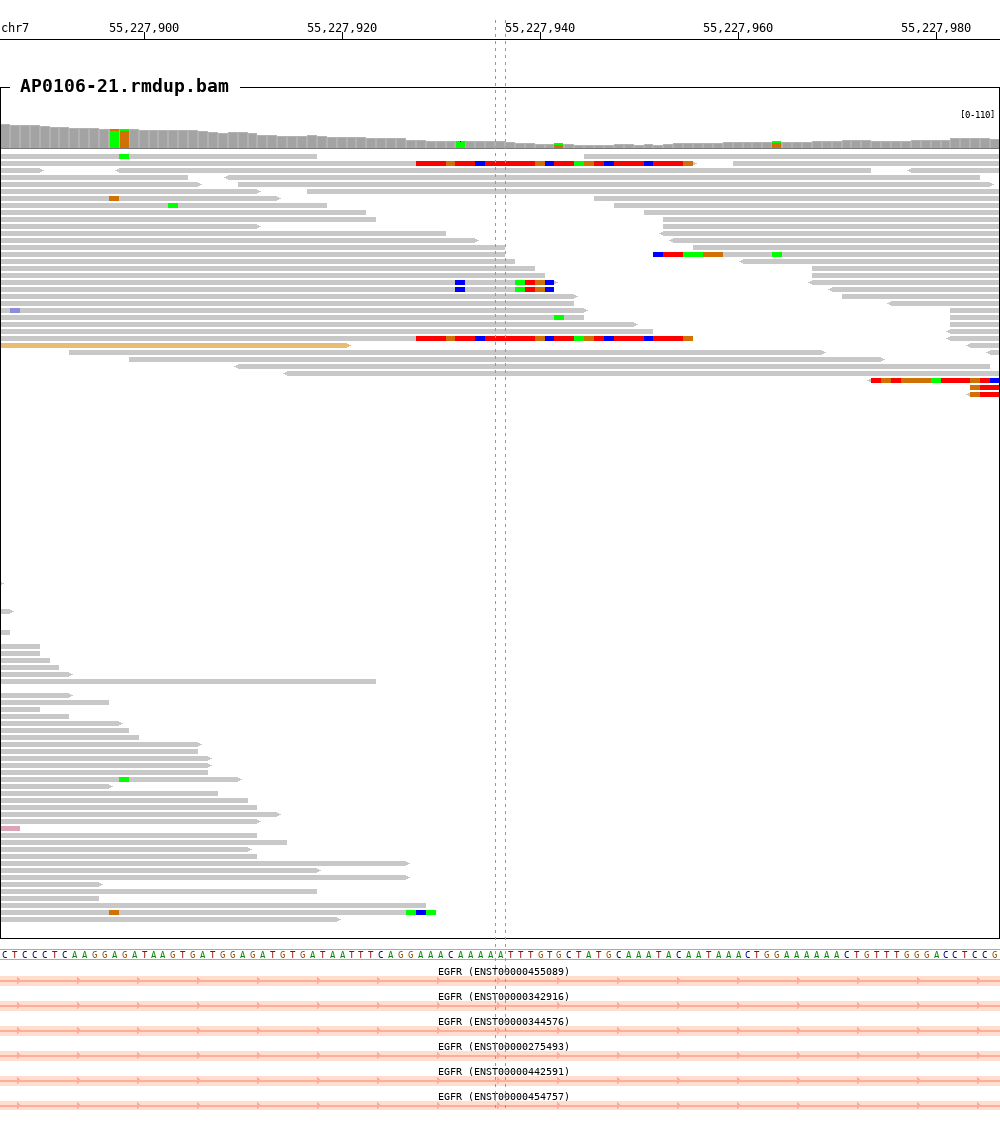 chr7 55,227,900 55,227,920 55,227,940 55,227,960 55,227,980
AP0106-21.rmdup.bam
[0-110]
C T C C C T C A A G G A G A T A A G T G A T G G A G A T G T G A T A A T T T C A G G A A A C A A A A A T T T G T G C T A T G C A A A T A C A A T A A A C T G G A A A A A A C T G T T T G G G A C C T C C G
EGFR (ENST00000455089)
EGFR (ENST00000342916)
EGFR (ENST00000344576)
EGFR (ENST00000275493)
EGFR (ENST00000442591)
EGFR (ENST00000454757)